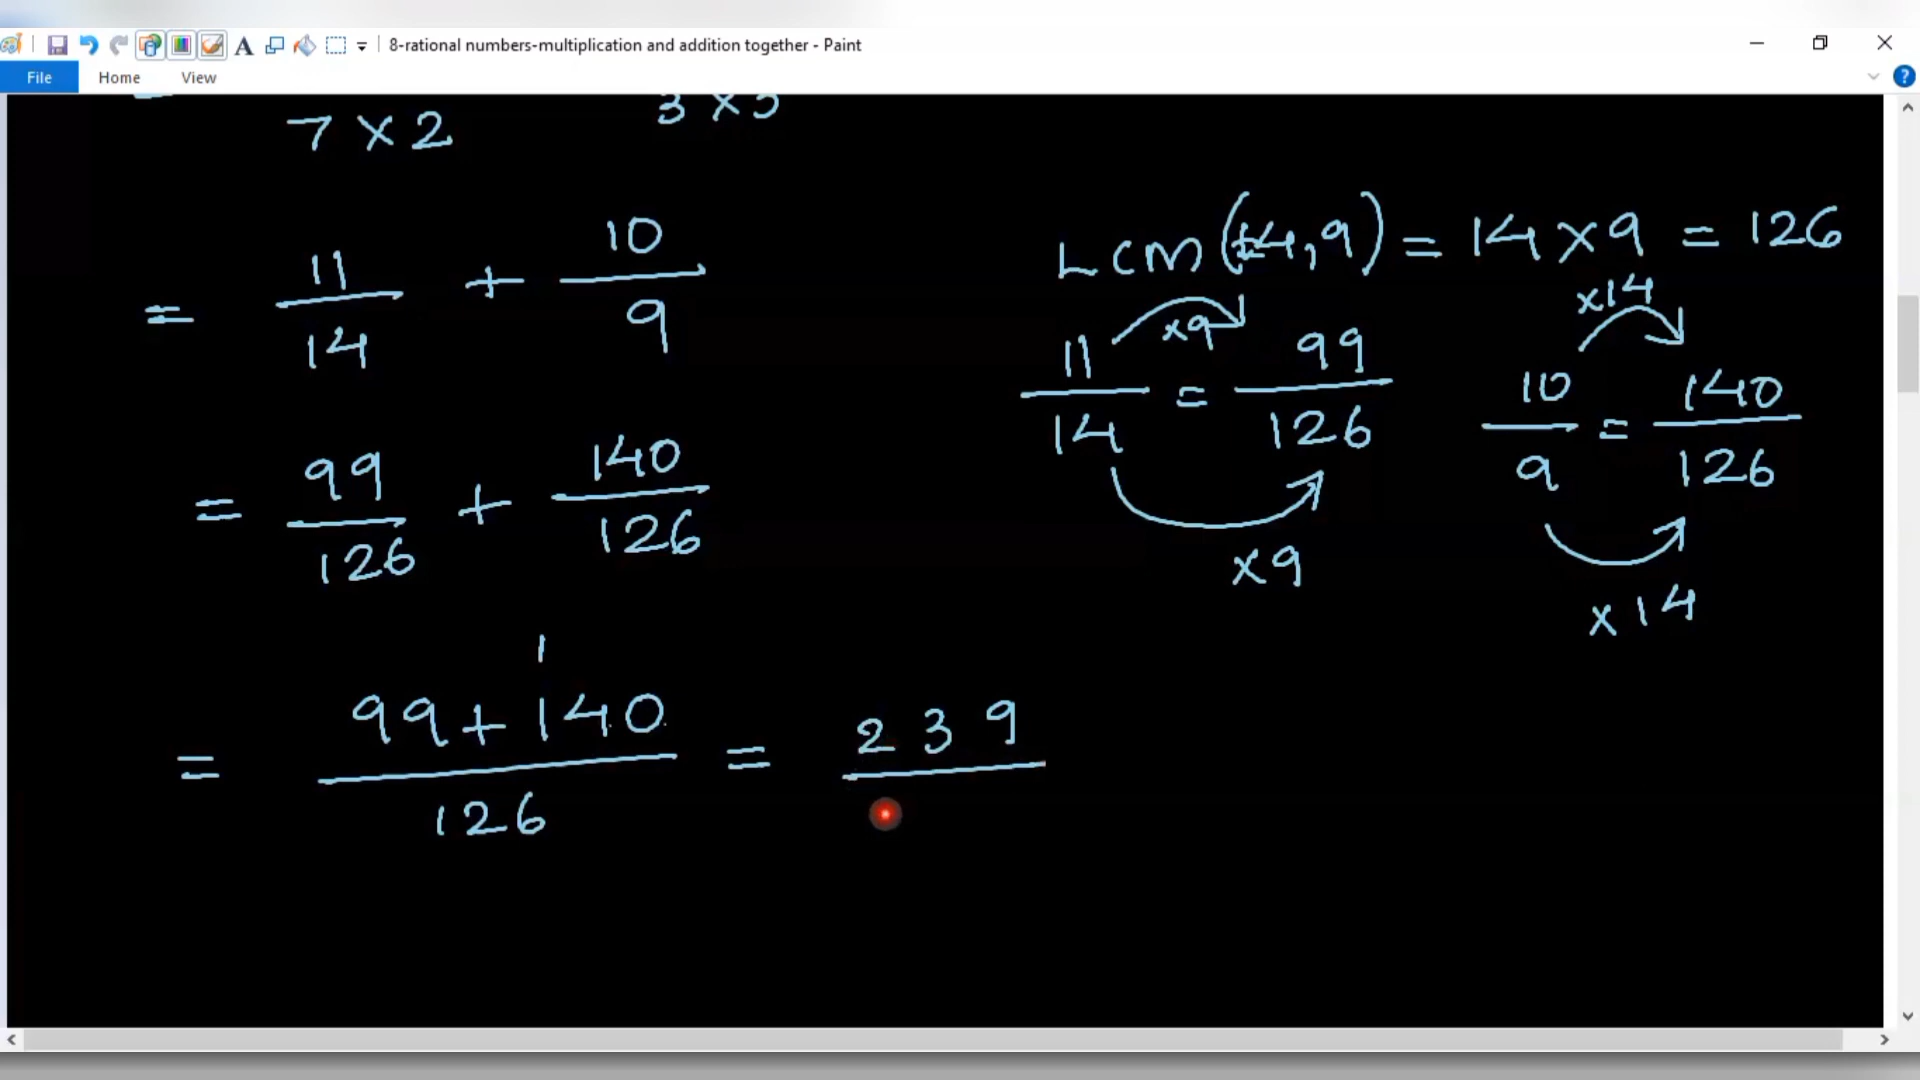 8-rational numbers-multiplication and addition together - Paint
File Home View
7 × 2 3 × 3
= 11/14 + 10/9
LCM(14,9) = 14 × 9 = 126
×9 ×14
11/14 = 99/126 10/9 = 140/126
×9 ×14
= 99/126 + 140/126
1
= 99+140/126 = 239